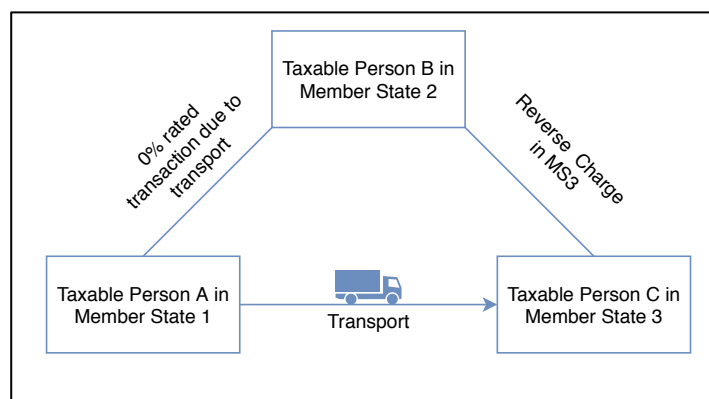 Taxable Person B in
Member State 2
0% rated
transaction due to
transport
Reverse Charge
in MS3
Taxable Person A in
Member State 1
Transport
Taxable Person C in
Member State 3